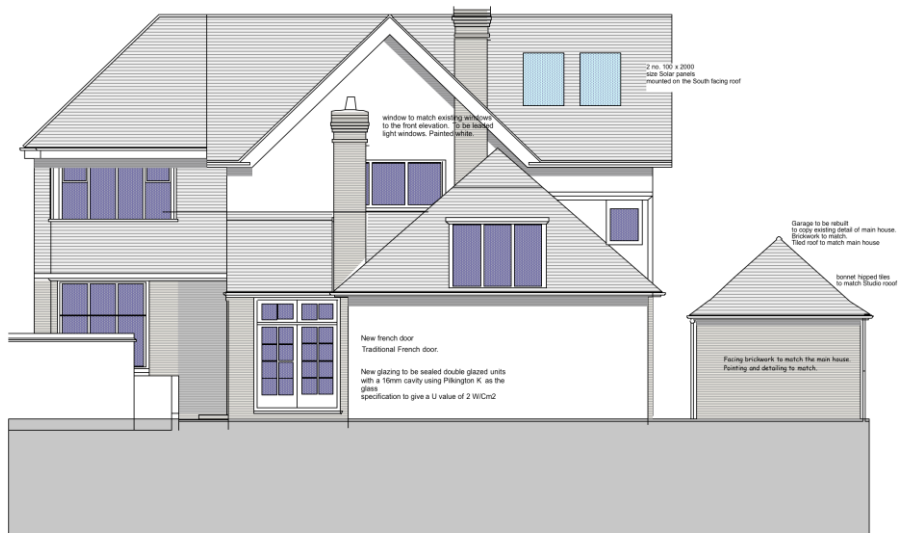 2 no. 100 x 2000
size Solar panels
mounted on the South facing roof
window to match existing windows
to the front elevation. To be leaded
light windows. Painted white.
Garage to be rebuilt
to copy existing detail of main house.
Brickwork to match.
Tiled roof to match main house
bonnet hipped tiles
to match Studio rooof
New french door
Traditional French door.
New glazing to be sealed double glazed units
with a 16mm cavity using Pilkington K as the
glass
specification to give a U value of 2 W/Cm2
Facing brickwork to match the main house.
Pointing and detailing to match.